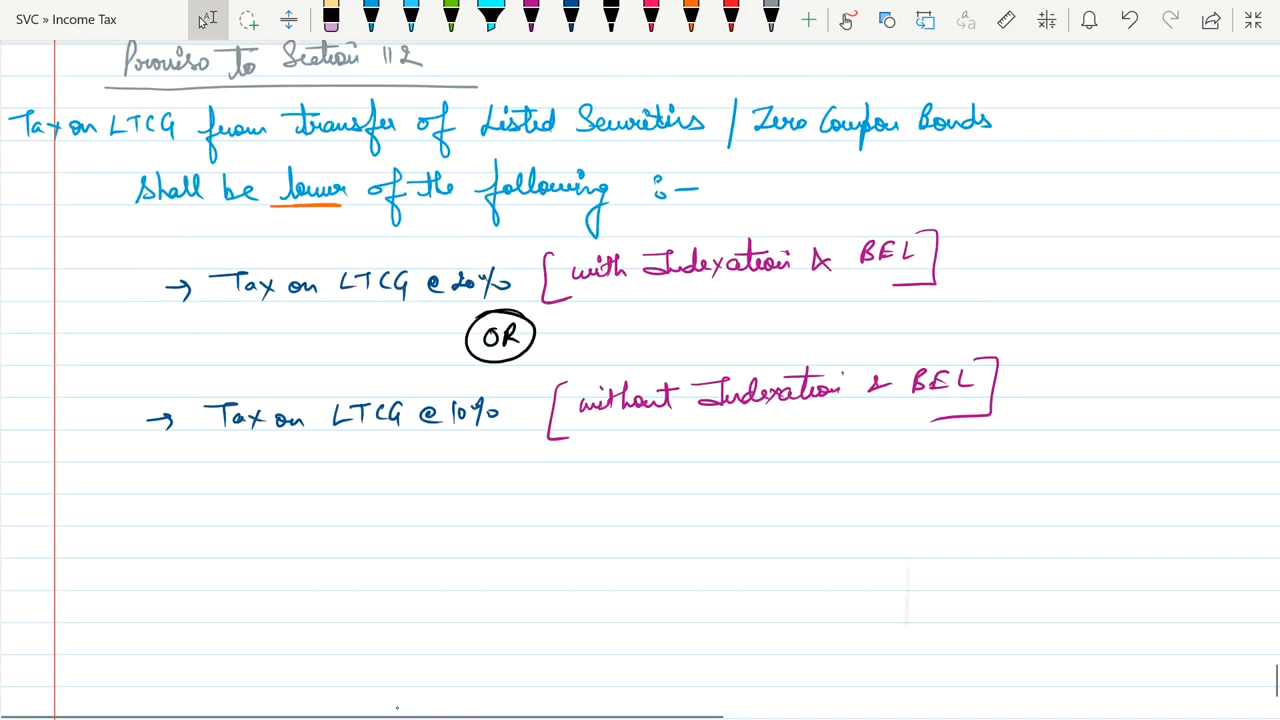 SVC » Income Tax
Proviso to Section 112
Tax on LTCG from transfer of Listed Securities / Zero Coupon Bonds
shall be lower of the following :-
→ Tax on LTCG @ 20% [with Indexation & BEL]
OR
→ Tax on LTCG @ 10% [without Indexation & BEL]